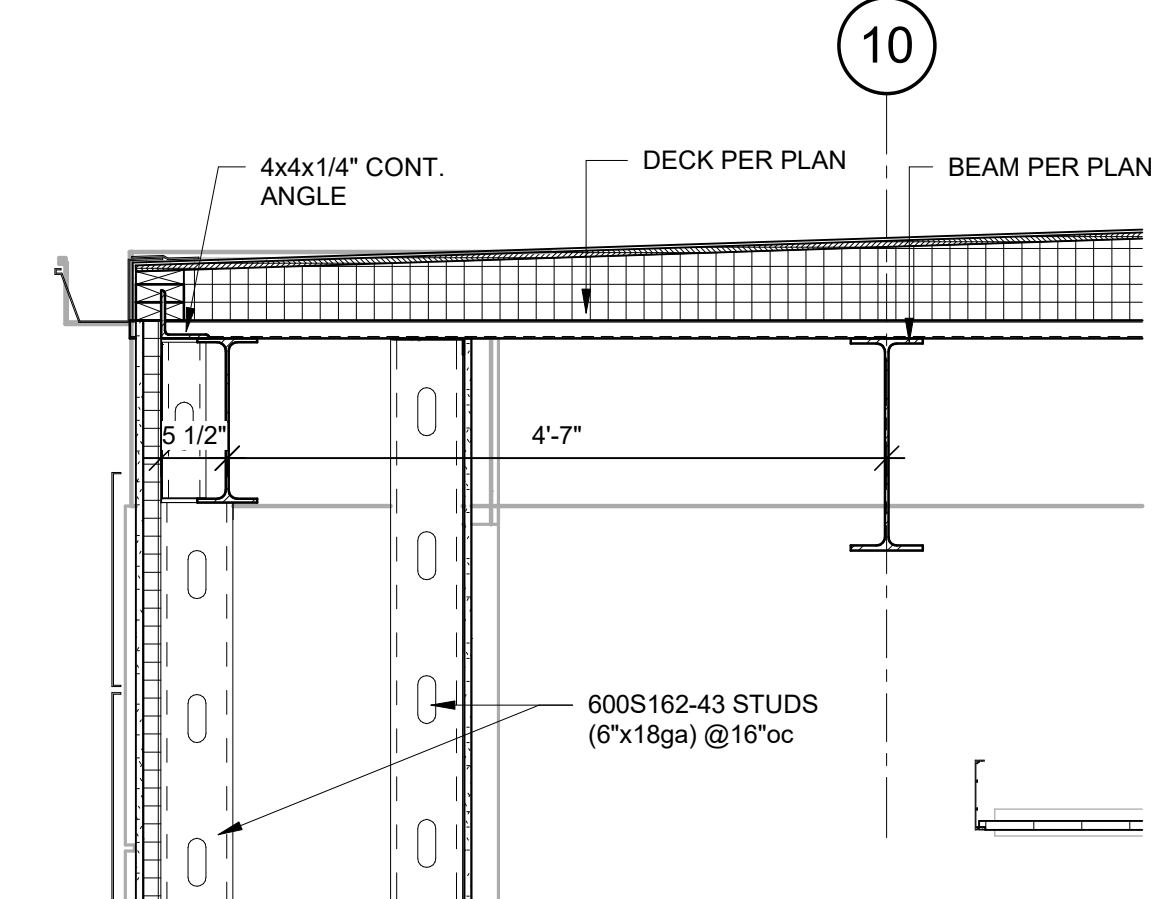 10
4x4x1/4" CONT.
ANGLE
DECK PER PLAN
BEAM PER PLAN
5 1/2"
4'-7"
600S162-43 STUDS
(6"x18ga) @16"oc